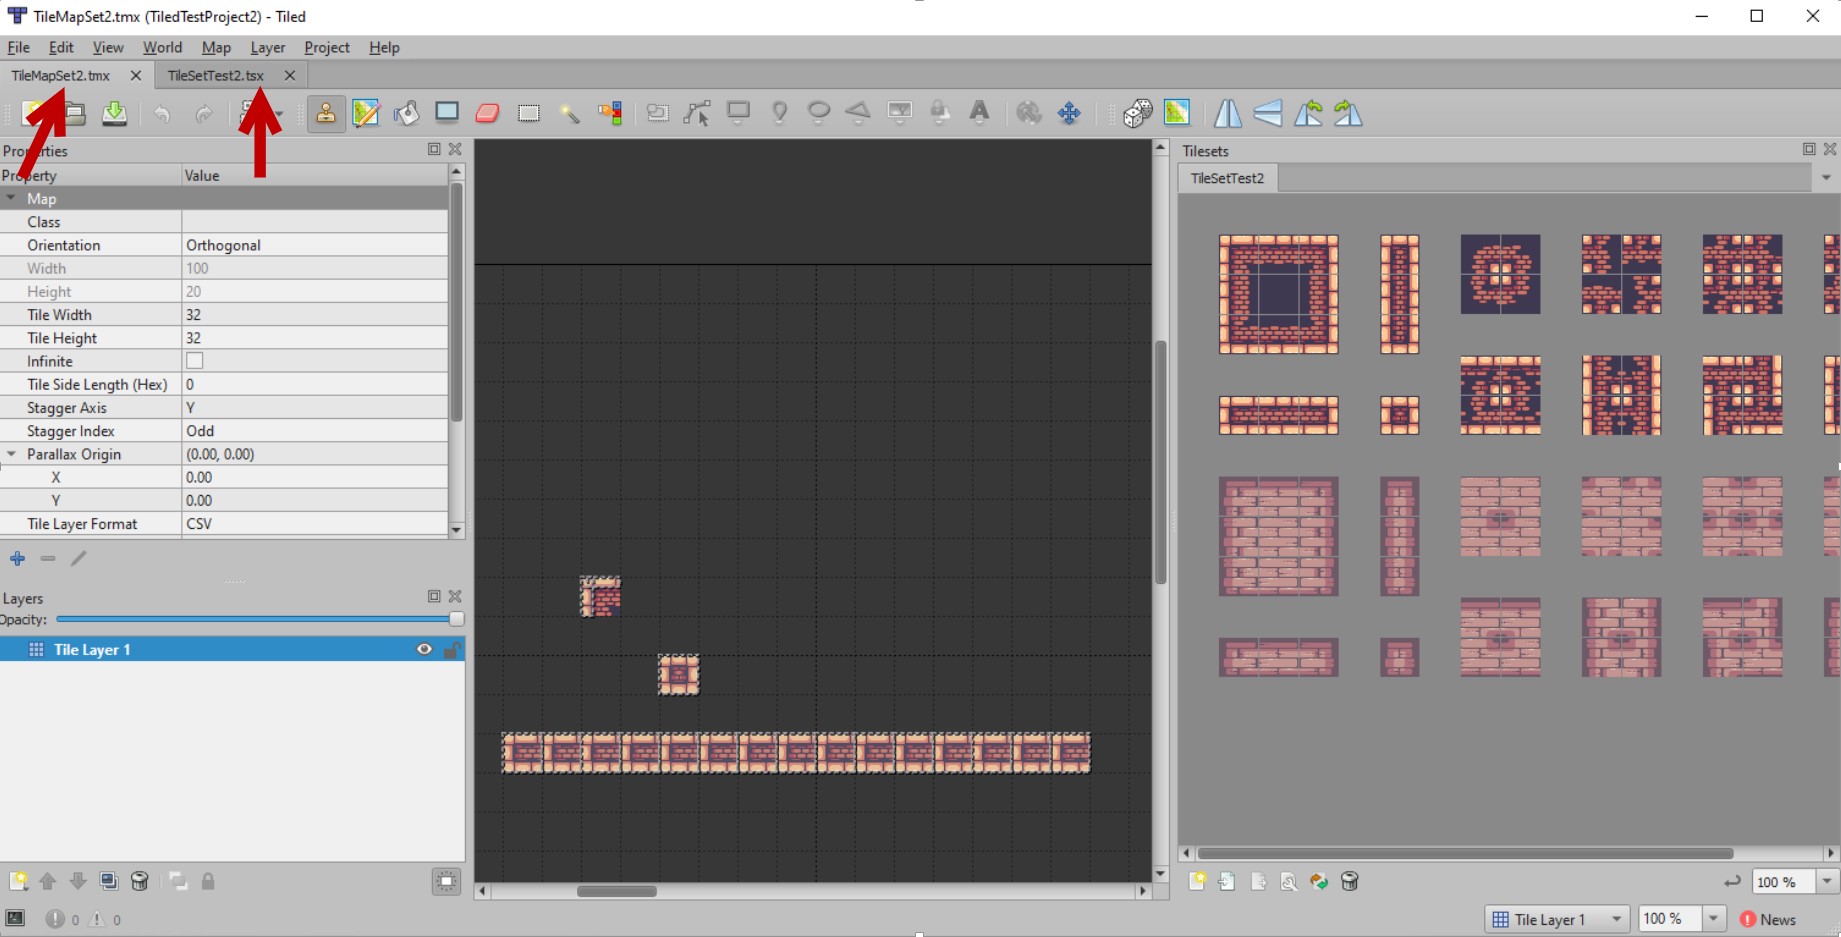 TileMapSet2.tmx (TiledTestProject2) - Tiled
File Edit View World Map Layer Project Help
TileMapSet2.tmx TileSetTest2.tsx
Properties
Property Value
Map
Class
Orientation Orthogonal
Width 100
Height 20
Tile Width 32
Tile Height 32
Infinite
Tile Side Length (Hex) 0
Stagger Axis Y
Stagger Index Odd
Parallax Origin (0.00, 0.00)
X 0.00
Y 0.00
Tile Layer Format CSV
Layers
Opacity:
Tile Layer 1
0 0
Tilesets
TileSetTest2
100 %
Tile Layer 1 100 % News